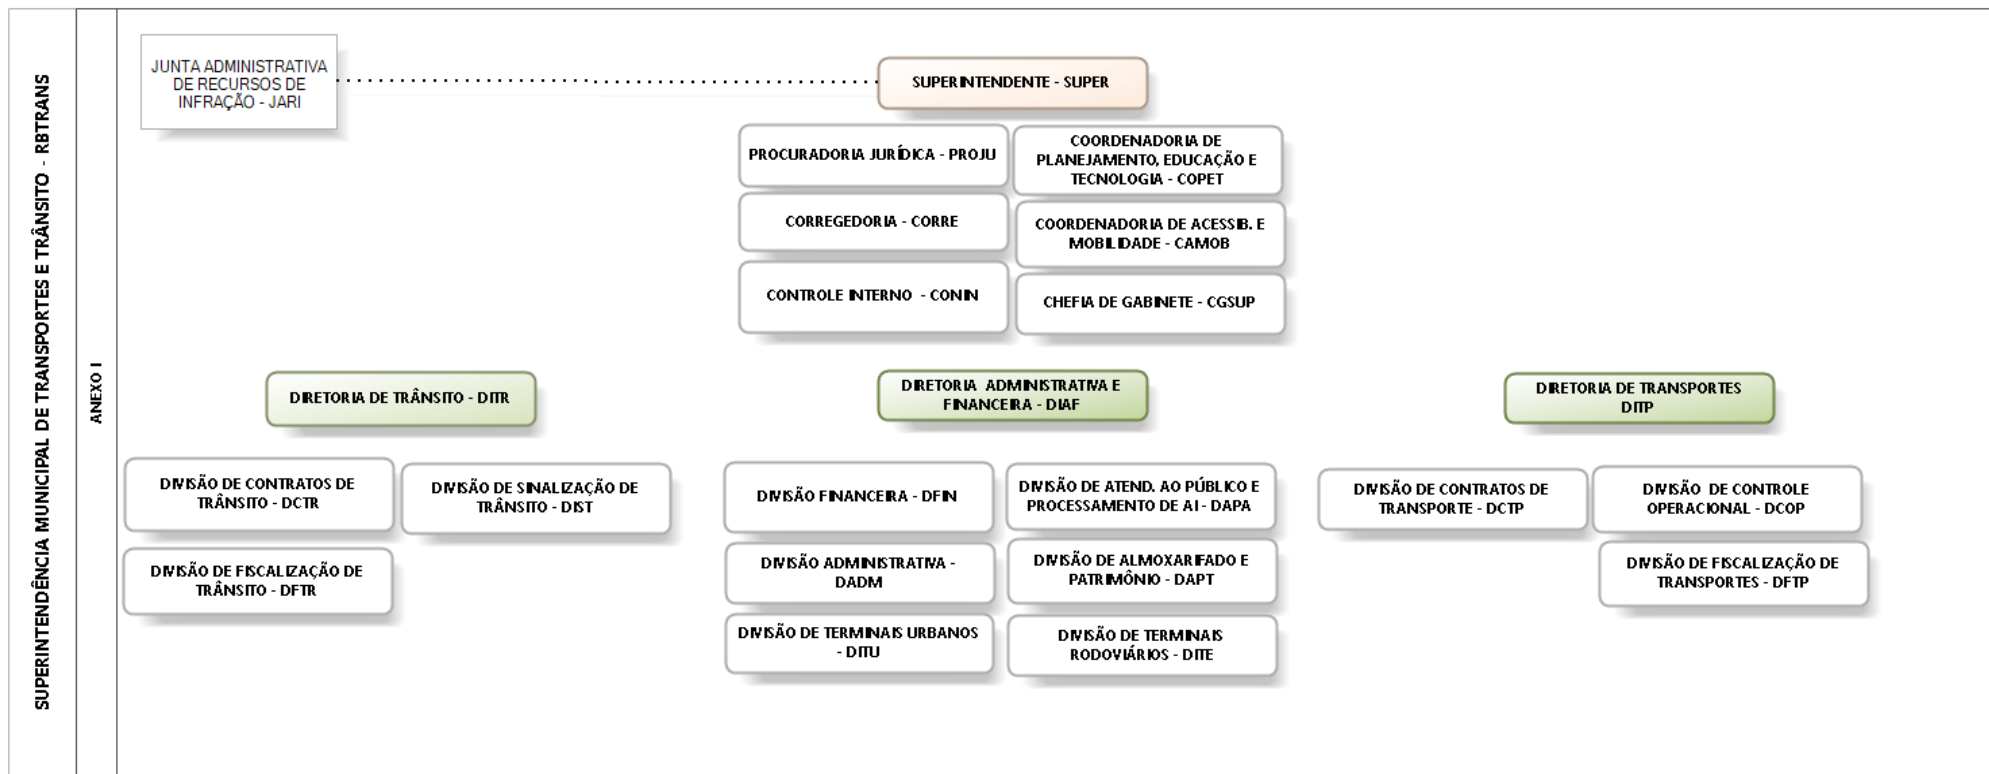 SUPERINTENDÊNCIA MUNICIPAL DE TRANSPORTES E TRÂNSITO - RBTRANS
ANEXO I
JUNTA ADMINISTRATIVA
DE RECURSOS DE
INFRAÇÃO - JARI
SUPERINTENDENTE - SUPER
PROCURADORIA JURÍDICA - PROJU
COORDENADORIA DE
PLANEJAMENTO, EDUCAÇÃO E
TECNOLOGIA - COPET
CORREGEDORIA - CORRE
COORDENADORIA DE ACESSIB. E
MOBILIDADE - CAMOB
CONTROLE INTERNO - CONIN
CHEFIA DE GABINETE - CGSUP
DIRETORIA DE TRÂNSITO - DITR
DIRETORIA ADMINISTRATIVA E
FINANCEIRA - DIAF
DIRETORIA DE TRANSPORTES
DITP
DIVISÃO DE CONTRATOS DE
TRÂNSITO - DCTR
DIVISÃO DE SINALIZAÇÃO DE
TRÂNSITO - DIST
DIVISÃO DE FISCALIZAÇÃO DE
TRÂNSITO - DFTR
DIVISÃO FINANCEIRA - DFIN
DIVISÃO DE ATEND. AO PÚBLICO E
PROCESSAMENTO DE AI - DAPA
DIVISÃO ADMINISTRATIVA -
DADM
DIVISÃO DE ALMOXARIFADO E
PATRIMÔNIO - DAPT
DIVISÃO DE TERMINAIS URBANOS
- DITU
DIVISÃO DE TERMINAIS
RODOVIÁRIOS - DITE
DIVISÃO DE CONTRATOS DE
TRANSPORTE - DCTP
DIVISÃO DE CONTROLE
OPERACIONAL - DCOP
DIVISÃO DE FISCALIZAÇÃO DE
TRANSPORTES - DFTP